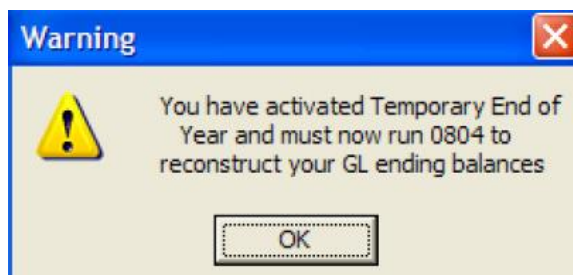 Warning
You have activated Temporary End of
Year and must now run 0804 to
reconstruct your GL ending balances
OK